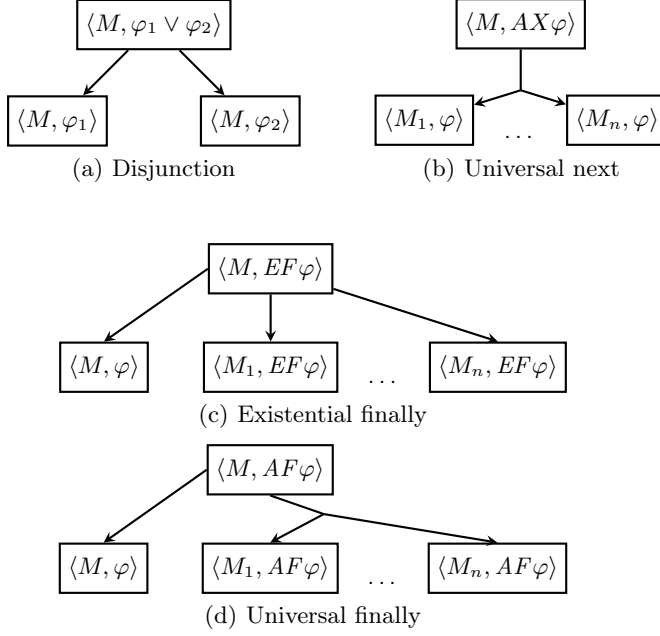 ⟨M, φ₁ ∨ φ₂⟩ ⟨M, AXφ⟩
⟨M, φ₁⟩ ⟨M, φ₂⟩ ⟨M₁, φ⟩ ... ⟨Mₙ, φ⟩
(a) Disjunction (b) Universal next
⟨M, EFφ⟩
⟨M, φ⟩ ⟨M₁, EFφ⟩ ... ⟨Mₙ, EFφ⟩
(c) Existential finally
⟨M, AFφ⟩
⟨M, φ⟩ ⟨M₁, AFφ⟩ ... ⟨Mₙ, AFφ⟩
(d) Universal finally